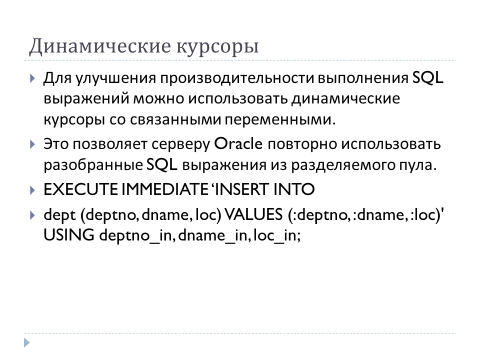 Динамические курсоры
Для улучшения производительности выполнения SQL
выражений можно использовать динамические
курсоры со связанными переменными.
Это позволяет серверу Oracle повторно использовать
разобранные SQL выражения из разделяемого пула.
EXECUTE IMMEDIATE ‘INSERT INTO
dept (deptno, dname, loc) VALUES (:deptno, :dname, :loc)'
USING deptno_in, dname_in, loc_in;